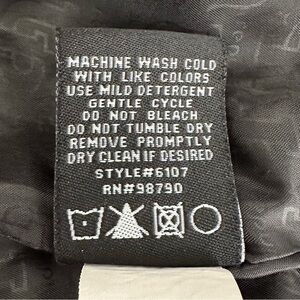 MACHINE WASH COLD
WITH LIKE COLORS
USE MILD DETERGENT
GENTLE CYCLE
DO NOT BLEACH
DO NOT TUMBLE DRY
REMOVE PROMPTLY
DRY CLEAN IF DESIRED
STYLE#6107
RN#98790